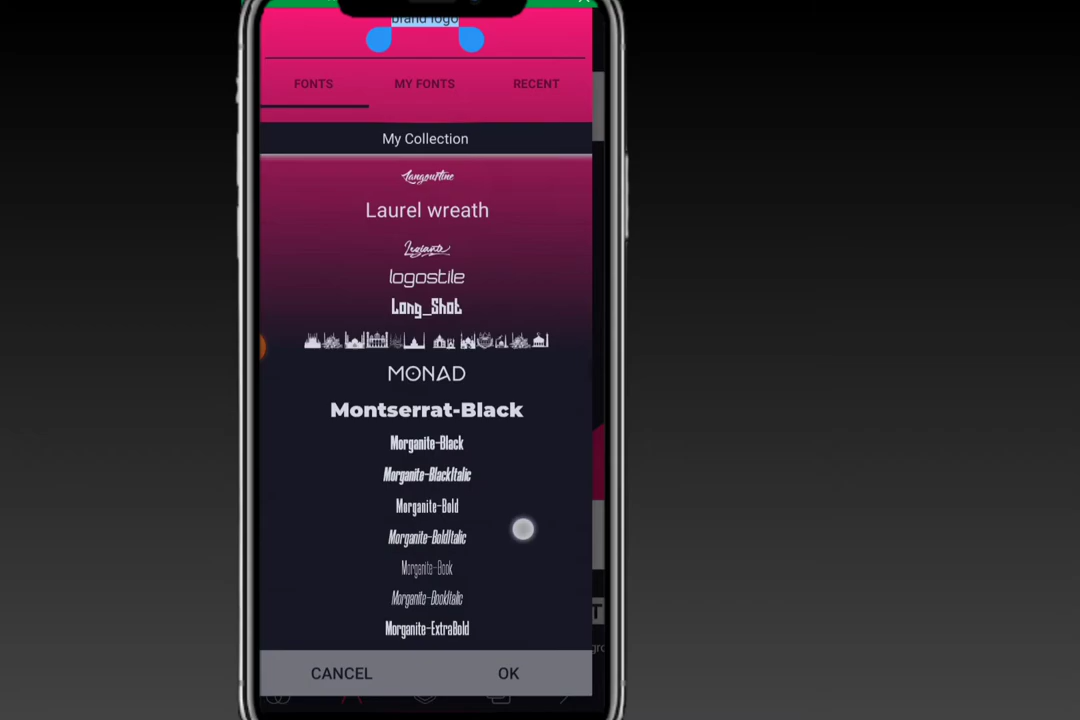 brand logo
FONTS
MY FONTS
RECENT
My Collection
Langoustine
Laurel wreath
logostile
Long_Shot
MONAD
Montserrat-Black
Morganite-Black
Morganite-BlackItalic
Morganite-Bold
Morganite-BoldItalic
Morganite-Book
Morganite-BookItalic
Morganite-ExtraBold
CANCEL
OK